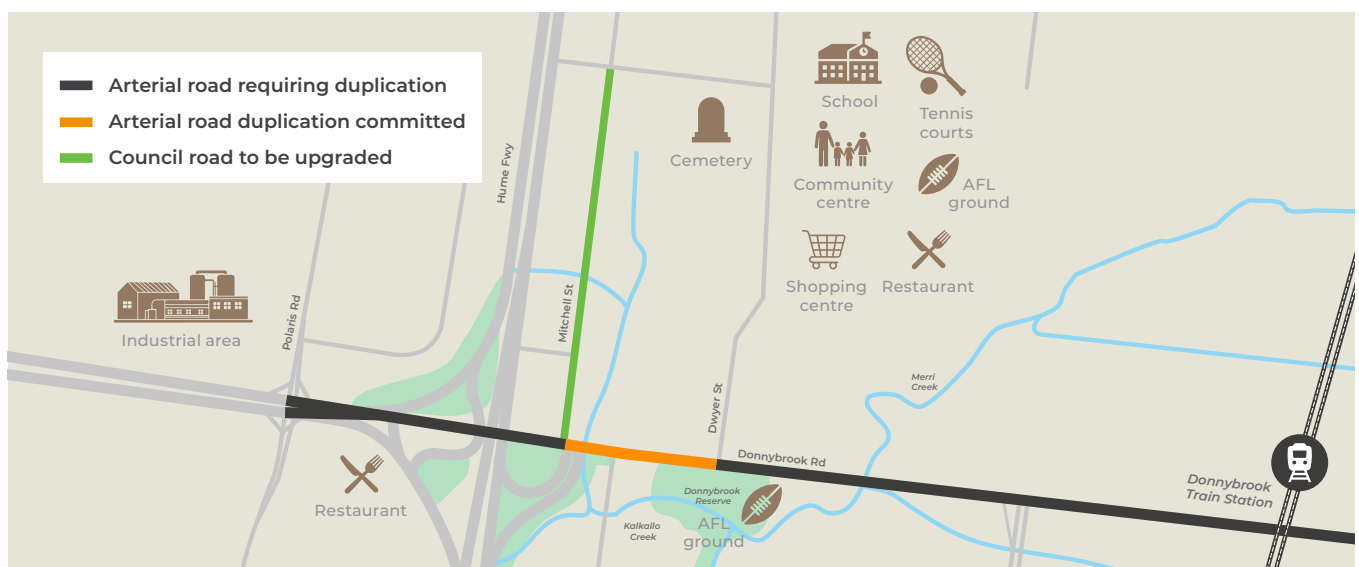 Arterial road requiring duplication
Arterial road duplication committed
Council road to be upgraded
Hume Fwy
Cemetery
School
Tennis
courts
Community
centre
AFL
ground
Shopping
centre
Restaurant
Industrial area
Polaris Rd
Mitchell St
Merri
Creek
Dwyer St
Donnybrook Rd
Restaurant
Donnybrook
Reserve
AFL
ground
Kalkallo
Creek
Donnybrook
Train Station